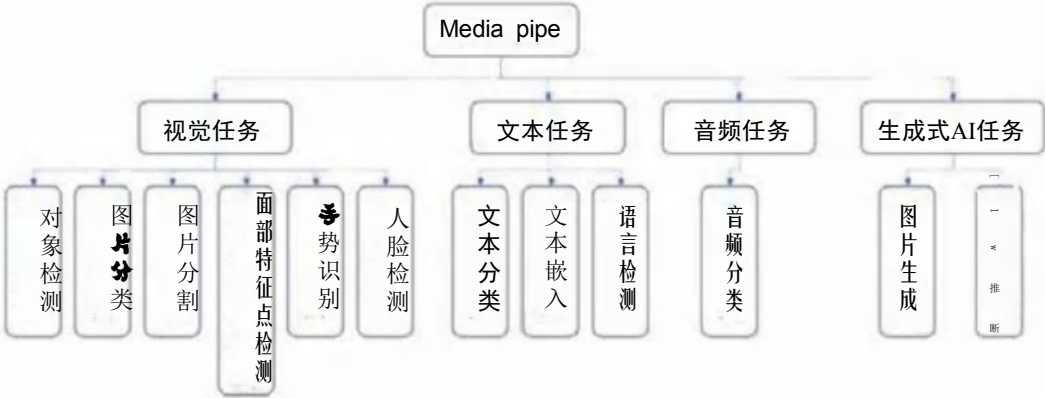 Media pipe
视觉任务
文本任务
音频任务
生成式AI任务
对象检测
图片分类
图片分割
面部特征点检测
手势识别
人脸检测
文本分类
文本嵌入
语言检测
音频分类
图片生成
推断